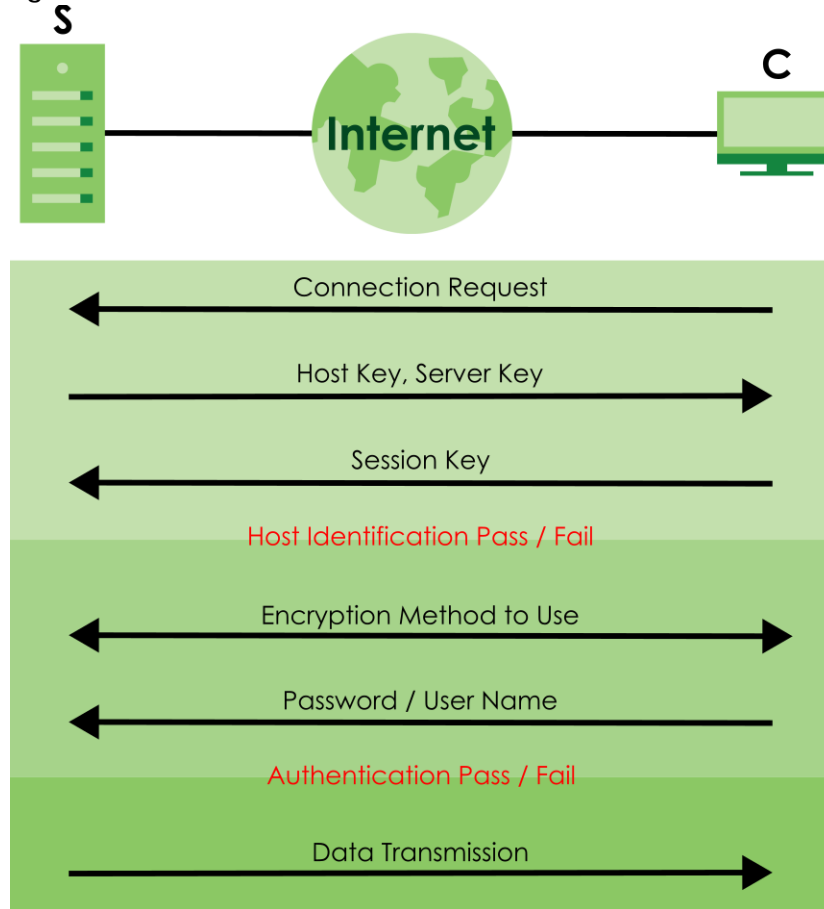 S
C
Internet
Connection Request
Host Key, Server Key
Session Key
Host Identification Pass / Fail
Encryption Method to Use
Password / User Name
Authentication Pass / Fail
Data Transmission